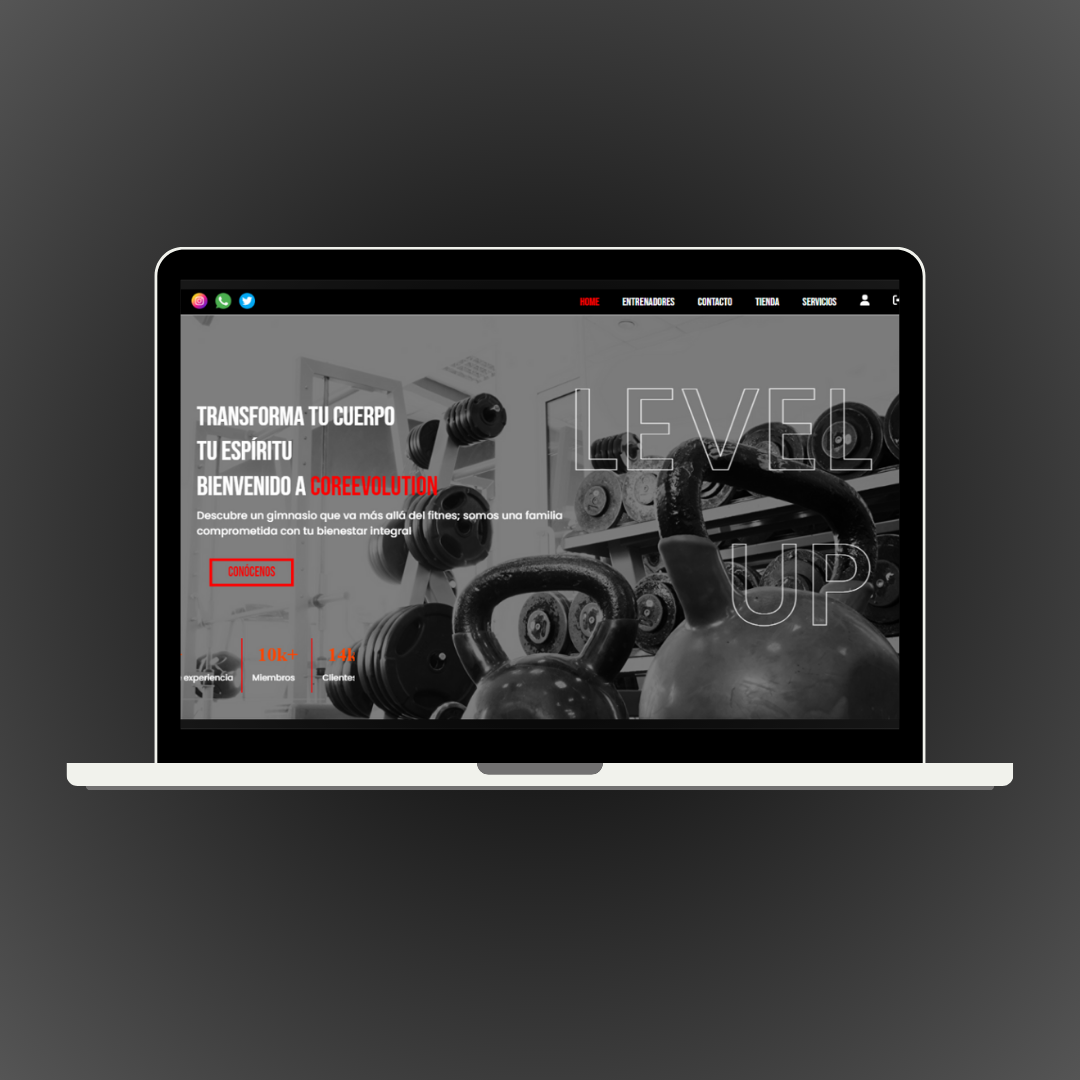 HOME ENTRENADORES CONTACTO TIENDA SERVICIOS
TRANSFORMA TU CUERPO
TU ESPÍRITU
BIENVENIDO A COREEVOLUTION
Descubre un gimnasio que va más allá del fitnes; somos una familia
comprometida con tu bienestar integral
CONÓCENOS
LEVEL
UP
10k+ 14k
experiencia Miembros Clientes